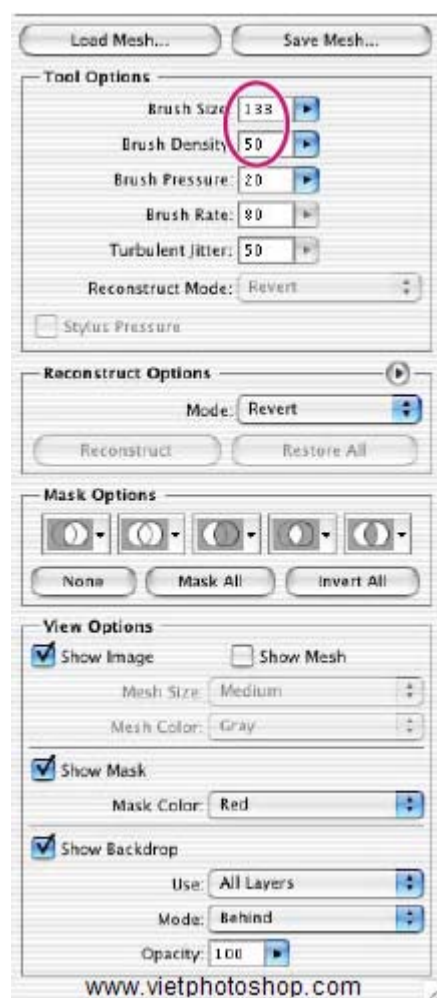 Load Mesh... Save Mesh...
Tool Options
Brush Size: 133
Brush Density: 50
Brush Pressure: 20
Brush Rate: 80
Turbulent Jitter: 50
Reconstruct Mode: Revert
Stylus Pressure
Reconstruct Options
Mode: Revert
Reconstruct Restore All
Mask Options
None Mask All Invert All
View Options
Show Image Show Mesh
Mesh Size: Medium
Mesh Color: Gray
Show Mask
Mask Color: Red
Show Backdrop
Use: All Layers
Mode: Behind
Opacity: 100
www.vietphotoshop.com